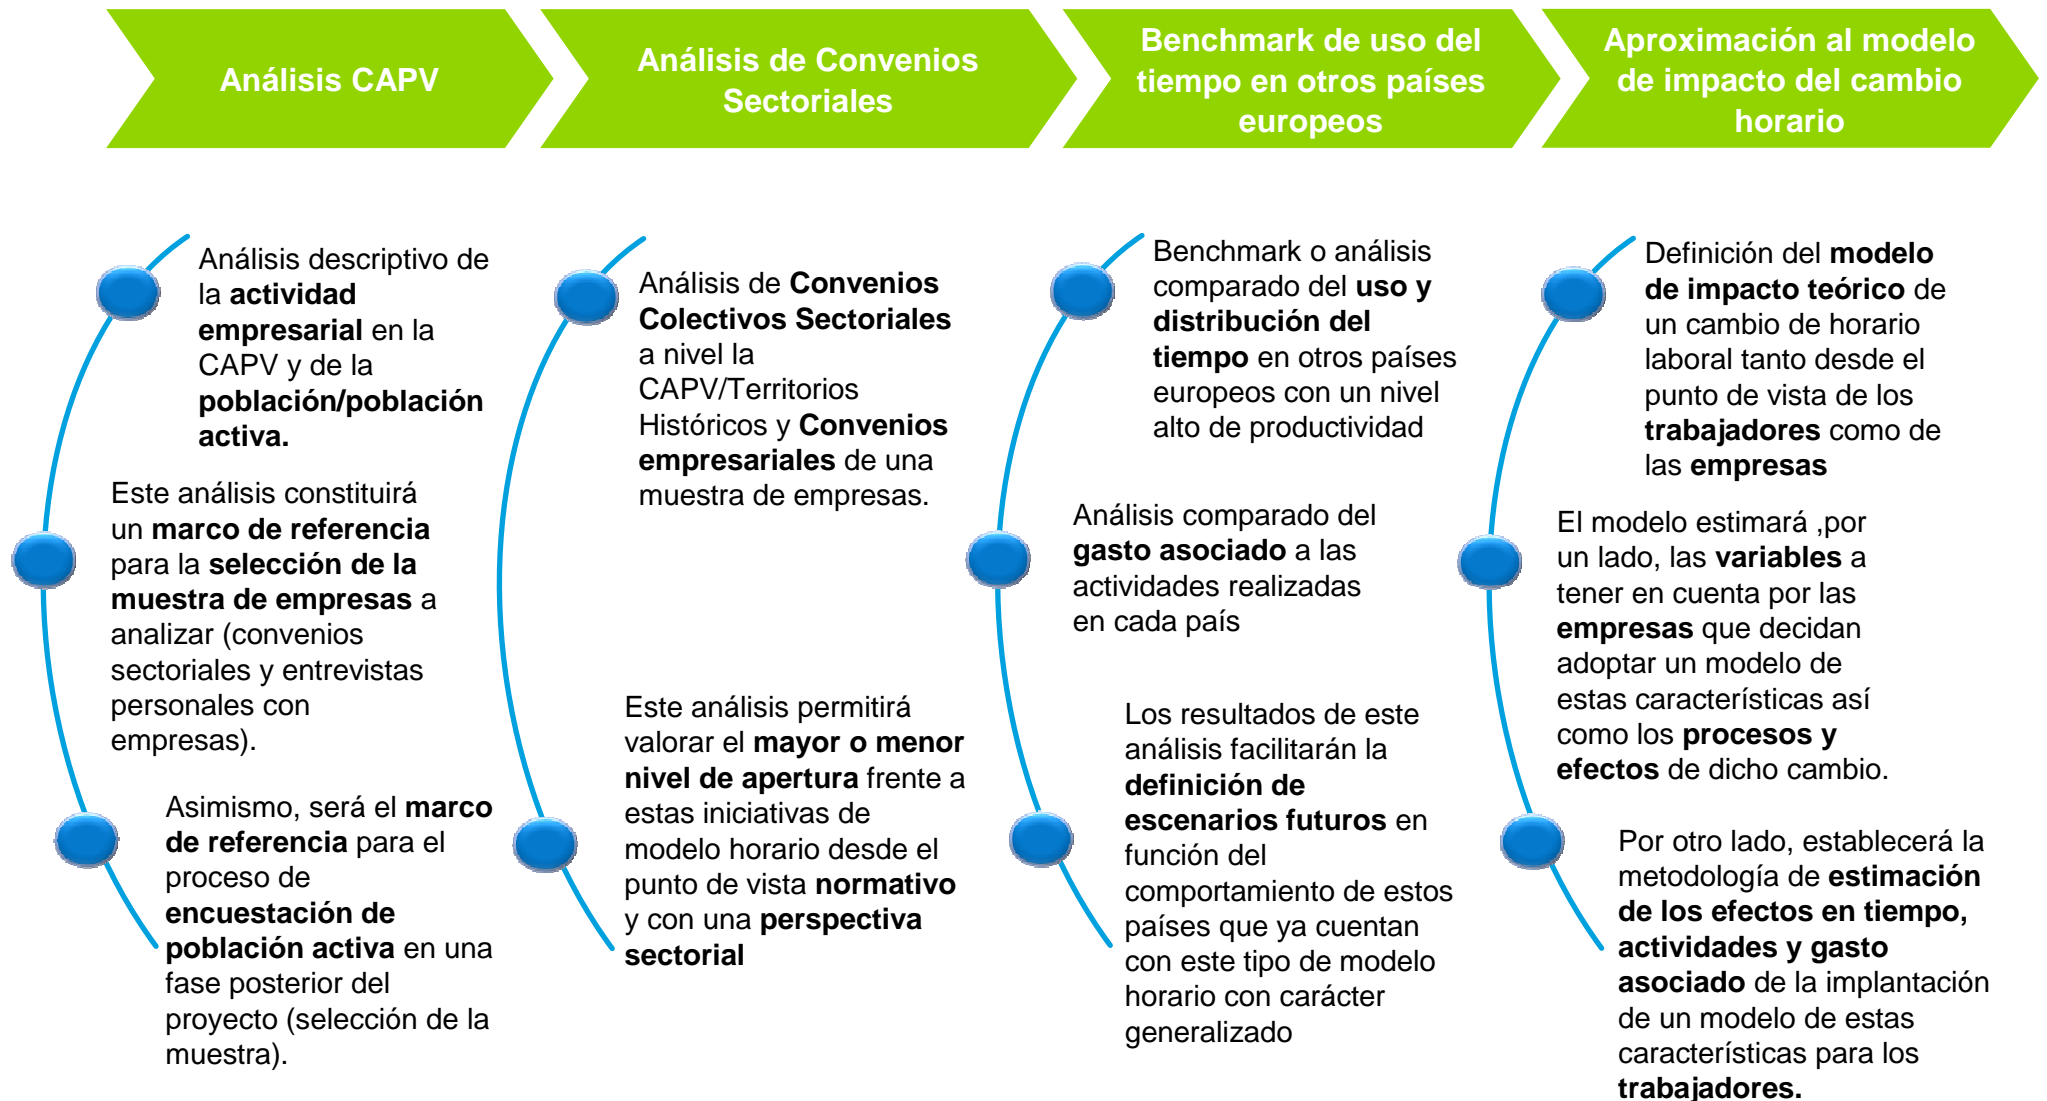 Análisis CAPV
Análisis de Convenios
Sectoriales
Benchmark de uso del
tiempo en otros países
europeos
Aproximación al modelo
de impacto del cambio
horario
Análisis descriptivo de
la actividad
empresarial en la
CAPV y de la
población/población
activa.
Este análisis constituirá
un marco de referencia
para la selección de la
muestra de empresas a
analizar (convenios
sectoriales y entrevistas
personales con
empresas).
Asimismo, será el marco
de referencia para el
proceso de
encuestación de
población activa en una
fase posterior del
proyecto (selección de la
muestra).
Análisis de Convenios
Colectivos Sectoriales
a nivel la
CAPV/Territorios
Históricos y Convenios
empresariales de una
muestra de empresas.
Este análisis permitirá
valorar el mayor o menor
nivel de apertura frente a
estas iniciativas de
modelo horario desde el
punto de vista normativo
y con una perspectiva
sectorial
Benchmark o análisis
comparado del uso y
distribución del
tiempo en otros países
europeos con un nivel
alto de productividad
Análisis comparado del
gasto asociado a las
actividades realizadas
en cada país
Los resultados de este
análisis facilitarán la
definición de
escenarios futuros en
función del
comportamiento de estos
países que ya cuentan
con este tipo de modelo
horario con carácter
generalizado
Definición del modelo
de impacto teórico de
un cambio de horario
laboral tanto desde el
punto de vista de los
trabajadores como de
las empresas
El modelo estimará ,por
un lado, las variables a
tener en cuenta por las
empresas que decidan
adoptar un modelo de
estas características así
como los procesos y
efectos de dicho cambio.
Por otro lado, establecerá la
metodología de estimación
de los efectos en tiempo,
actividades y gasto
asociado de la implantación
de un modelo de estas
características para los
trabajadores.